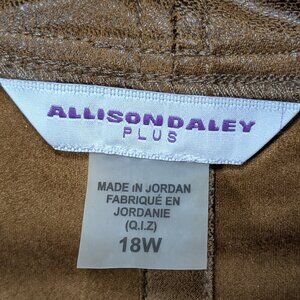 ALLISONDALEY
PLUS
MADE IN JORDAN
FABRIQUÉ EN
JORDANIE
(Q.I.Z)
18W